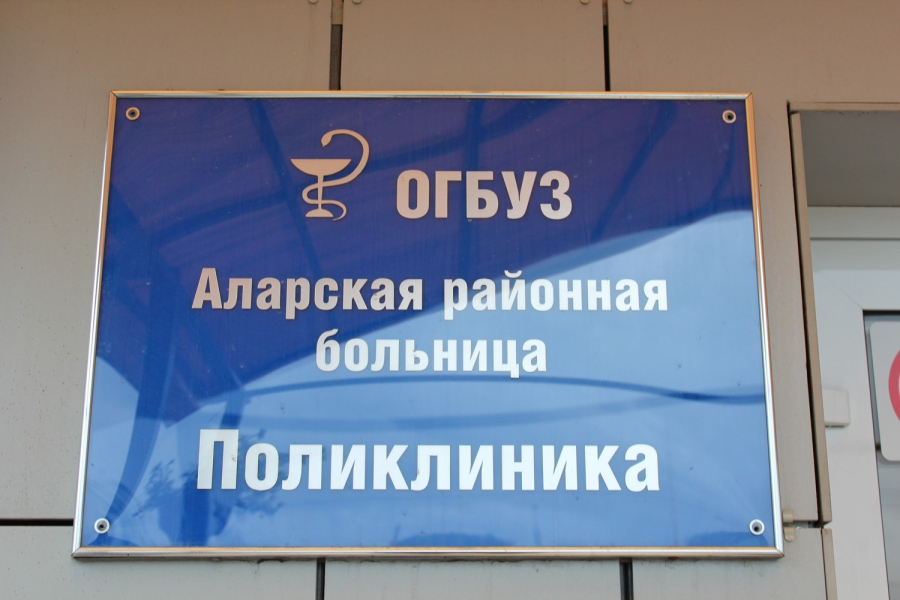 ОГБУЗ
Аларская районная
больница
Поликлиника